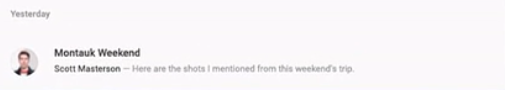 Yesterday
Montauk Weekend
Scott Masterson — Here are the shots I mentioned from this weekend's trip.